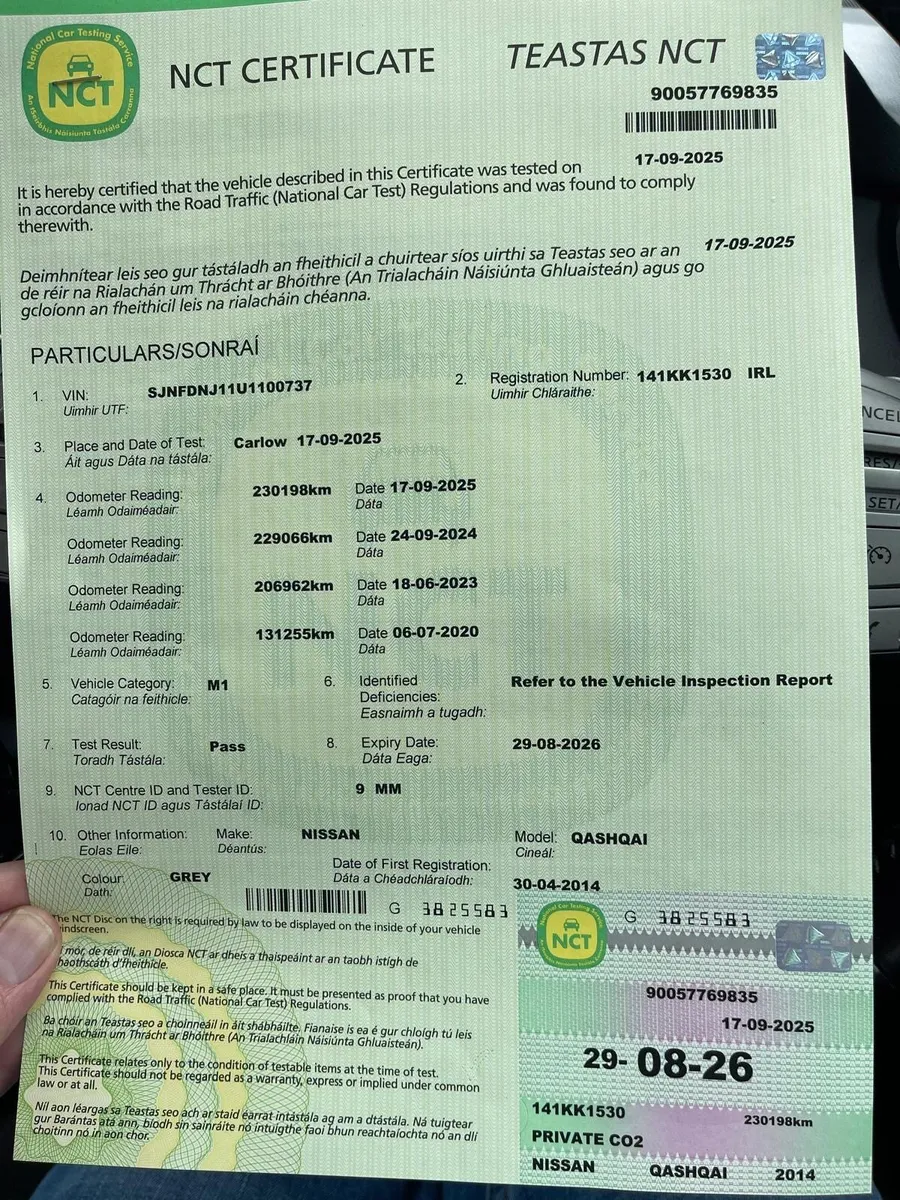 National Car Testing Service
NCT
An tSeirbhís Náisiúnta Tástála Carranna
NCT CERTIFICATE
TEASTAS NCT
90057769835
It is hereby certified that the vehicle described in this Certificate was tested on 17-09-2025
in accordance with the Road Traffic (National Car Test) Regulations and was found to comply
therewith.
Deimhnítear leis seo gur tástáladh an fheithicil a chuirtear síos uirthi sa Teastas seo ar an 17-09-2025
de réir na Rialachán um Thrácht ar Bhóithre (An Trialacháin Náisiúnta Ghluaisteán) agus go
gcloíonn an fheithicil leis na rialacháin chéanna.
PARTICULARS/SONRAÍ
1. VIN: SJNFDNJ11U1100737 2. Registration Number: 141KK1530 IRL
Uimhir UTF: Uimhir Chláraithe:
3. Place and Date of Test: Carlow 17-09-2025
Áit agus Dáta na tástála:
4. Odometer Reading: 230198km Date 17-09-2025
Léamh Odaiméadair: Dáta
Odometer Reading: 229066km Date 24-09-2024
Léamh Odaiméadair: Dáta
Odometer Reading: 206962km Date 18-06-2023
Léamh Odaiméadair: Dáta
Odometer Reading: 131255km Date 06-07-2020
Léamh Odaiméadair: Dáta
5. Vehicle Category: M1 6. Identified Refer to the Vehicle Inspection Report
Catagóir na feithicle: Deficiencies:
Easnaimh a tugadh:
7. Test Result: Pass 8. Expiry Date: 29-08-2026
Toradh Tástála: Dáta Eaga:
9. NCT Centre ID and Tester ID: 9 MM
Ionad NCT ID agus Tástálaí ID:
10. Other Information: Make: NISSAN Model: QASHQAI
Eolas Eile: Déantús: Cineál:
Colour: GREY Date of First Registration: 30-04-2014
Dath: Dáta a Chéadchláraíodh:
G 3825583
The NCT Disc on the right is required by law to be displayed on the inside of your vehicle
indscreen.
mór, de réir dlí, an Diosca NCT ar dheis a thaispeáint ar an taobh istigh de
haothscáth d'fheithicle.
This Certificate should be kept in a safe place. It must be presented as proof that you have
complied with the Road Traffic (National Car Test) Regulations.
Ba chóir an Teastas seo a choinneáil in áit shábháilte. Fianaise is ea é gur chloígh tú leis
na Rialacháin um Thrácht ar Bhóithre (An Trialachláin Náisiúnta Ghluaisteán).
This Certificate relates only to the condition of testable items at the time of test.
This Certificate should not be regarded as a warranty, express or implied under common
law or at all.
Níl aon léargas sa Teastas seo ach ar staid earraí intástála ag am a dtástála. Ná tuigtear
gur Barántas atá ann, bíodh sin sainráite nó intuigthe faoi bhun reachtaíochta nó an dlí
choitinn nó in aon chor.
G 3825583
NCT
90057769835
17-09-2025
29-08-26
141KK1530 230198km
PRIVATE CO2
NISSAN QASHQAI 2014
NCEL
RES/
SET/